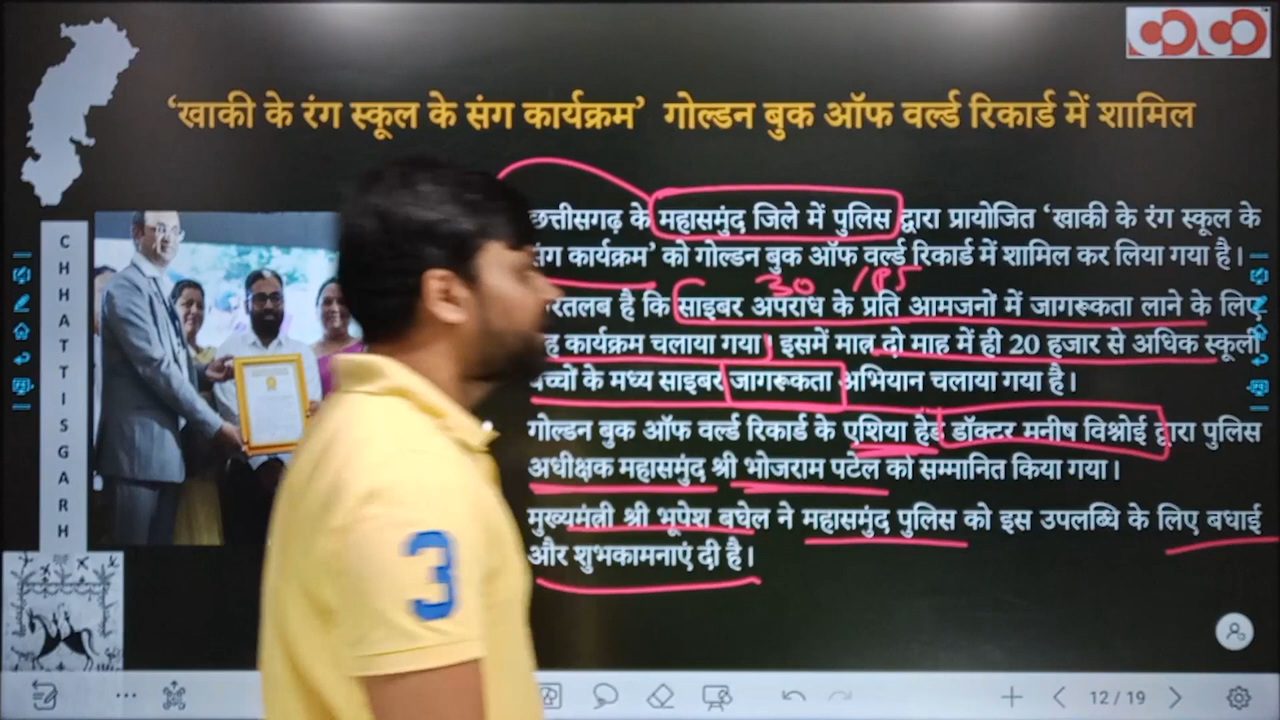 ‘खाकी के रंग स्कूल के संग कार्यक्रम’ गोल्डन बुक ऑफ वर्ल्ड रिकार्ड में शामिल
छत्तीसगढ़ के महासमुंद जिले में पुलिस द्वारा प्रायोजित ‘खाकी के रंग स्कूल के
संग कार्यक्रम’ को गोल्डन बुक ऑफ वर्ल्ड रिकार्ड में शामिल कर लिया गया है।
30 IPS
है कि साइबर अपराध के प्रति आमजनों में जागरूकता लाने के लिए
कार्यक्रम चलाया गया। इसमें मात्र दो माह में ही 20 हजार से अधिक स्कूली
बच्चों के मध्य साइबर जागरूकता अभियान चलाया गया है।
गोल्डन बुक ऑफ वर्ल्ड रिकार्ड के एशिया हेड डॉक्टर मनीष विश्नोई द्वारा पुलिस
अधीक्षक महासमुंद श्री भोजराम पटेल को सम्मानित किया गया।
मुख्यमंत्री श्री भूपेश बघेल ने महासमुंद पुलिस को इस उपलब्धि के लिए बधाई
और शुभकामनाएं दी है।
CHHATTISGARH
3
12 / 19